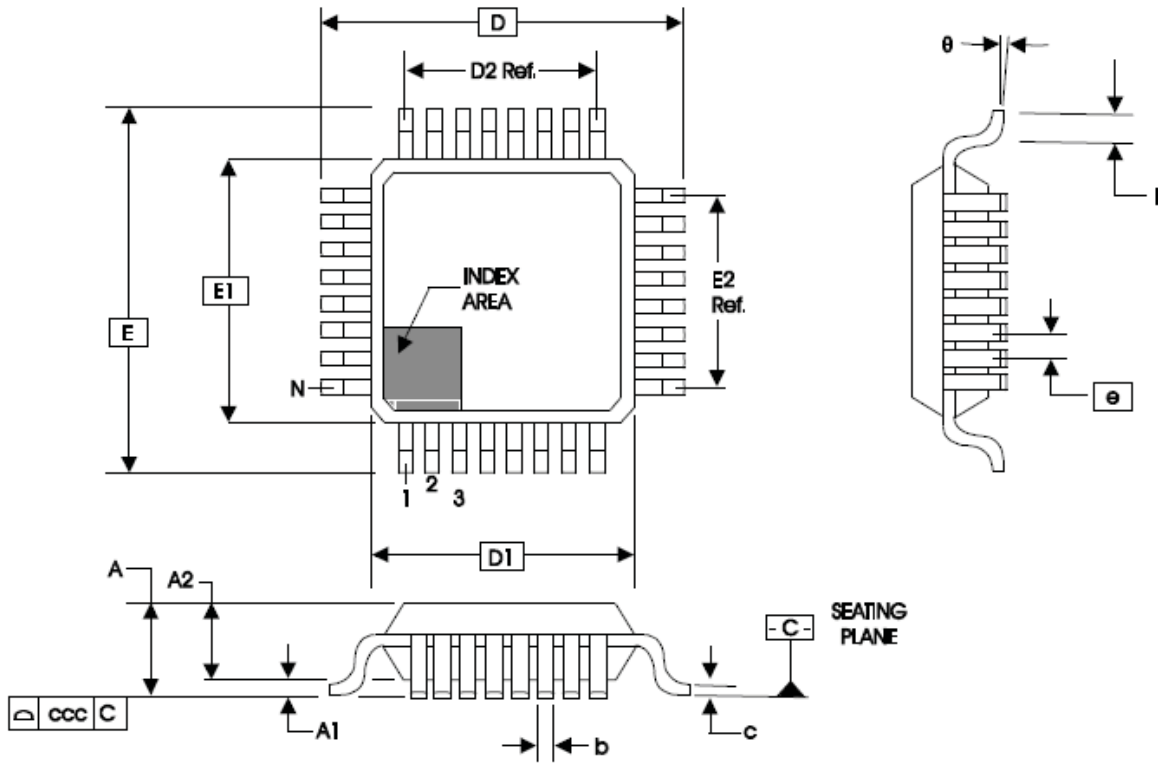 D
D2 Ref.
θ
E1
E
INDEX
AREA
E2
Ref.
N
1
2
3
e
D1
A
A2
- C -
SEATING
PLANE
ccc C
A1
b
c